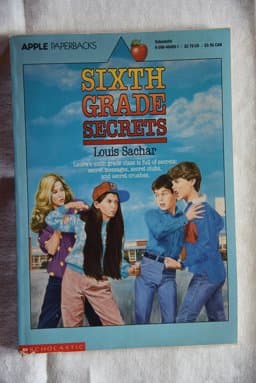 APPLE PAPERBACKS
Scholastic
SIXTH
GRADE
SECRETS
Louis Sachar
Laura's sixth grade class is full of secrets:
secret messages, secret clubs,
and secret crushes.
SCHOLASTIC